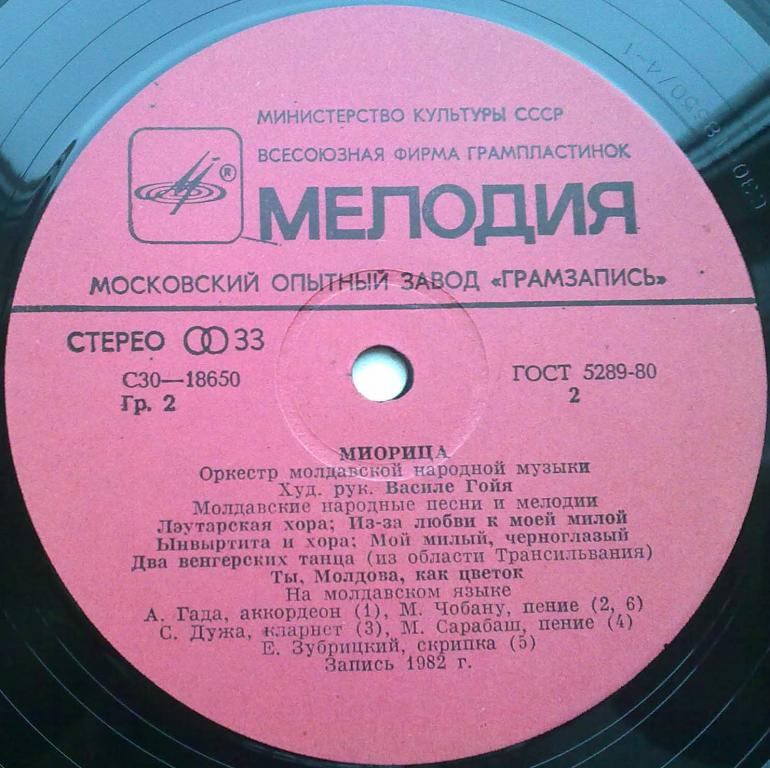 МИНИСТЕРСТВО КУЛЬТУРЫ СССР
ВСЕСОЮЗНАЯ ФИРМА ГРАМПЛАСТИНОК
®
МЕЛОДИЯ
МОСКОВСКИЙ ОПЫТНЫЙ ЗАВОД «ГРАМЗАПИСЬ»
СТЕРЕО 33
С30—18650
Гр. 2
ГОСТ 5289-80
2
МИОРИЦА
Оркестр молдавской народной музыки
Худ. рук. Василе Гойя
Молдавские народные песни и мелодии
Лэутарская хора; Из-за любви к моей милой
Ынвыртита и хора; Мой милый, черноглазый
Два венгерских танца (из области Трансильвания)
Ты, Молдова, как цветок
На молдавском языке
А. Гада, аккордеон (1), М. Чобану, пение (2, 6)
С. Дужа, кларнет (3), М. Сарабаш, пение (4)
Е. Зубрицкий, скрипка (5)
Запись 1982 г.